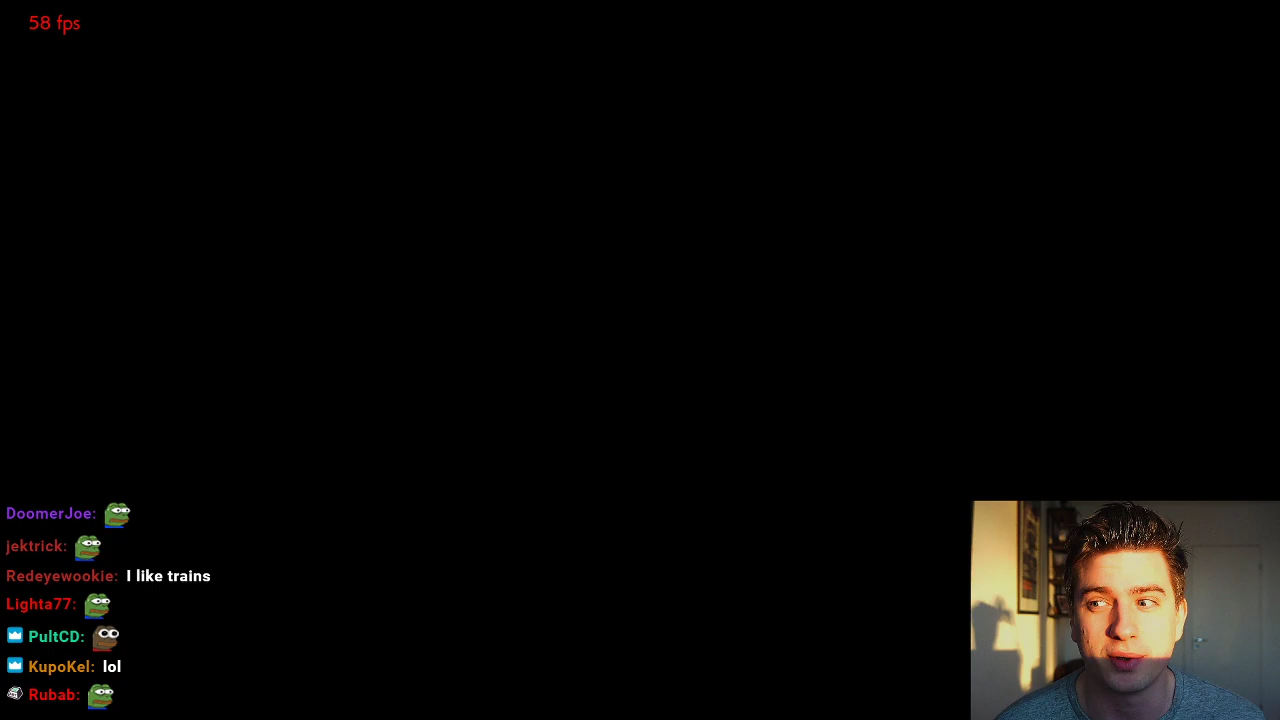 58 fps
DoomerJoe:
jektrick:
Redeyewookie: I like trains
Lighta77:
PultCD:
KupoKel: lol
Rubab: